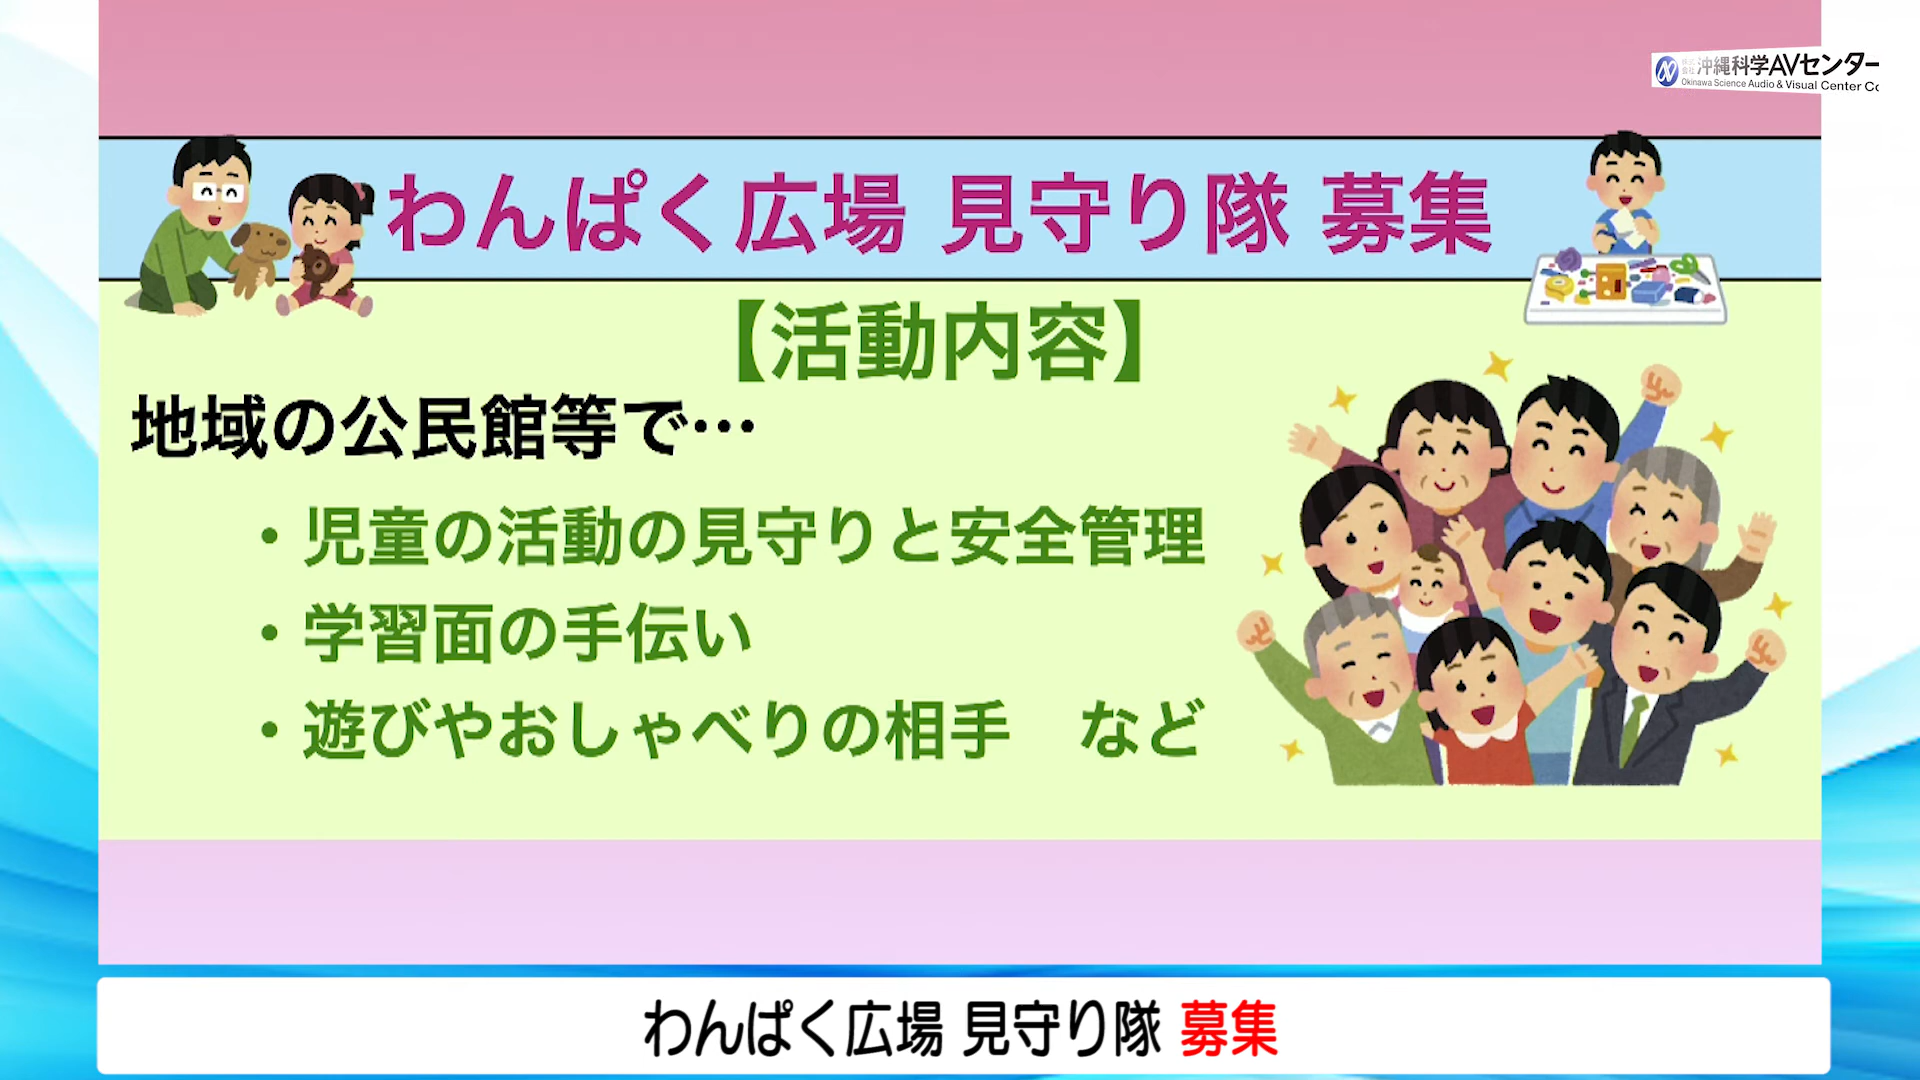 株式会社 沖縄科学AVセンター
Okinawa Science Audio & Visual Center Co
わんぱく広場 見守り隊 募集
【活動内容】
地域の公民館等で…
・児童の活動の見守りと安全管理
・学習面の手伝い
・遊びやおしゃべりの相手　など
わんぱく広場 見守り隊 募集